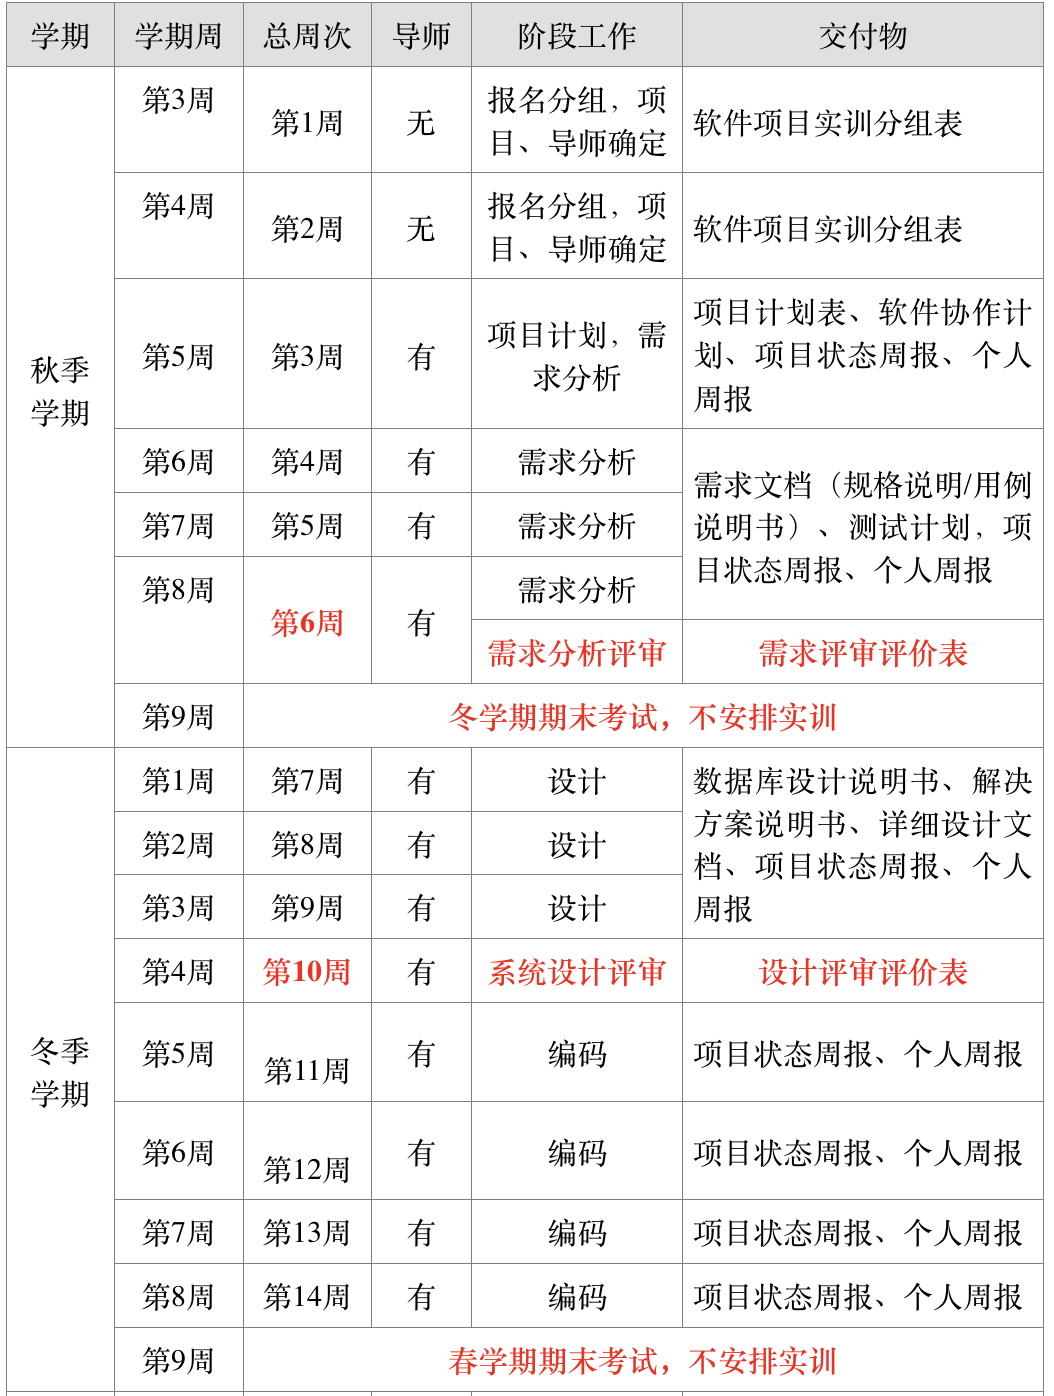 学期 学期周 总周次 导师 阶段工作 交付物
秋季
学期
第3周 第1周 无 报名分组，项
目、导师确定 软件项目实训分组表
第4周 第2周 无 报名分组，项
目、导师确定 软件项目实训分组表
第5周 第3周 有 项目计划，需
求分析
项目计划表、软件协作计
划、项目状态周报、个人
周报
第6周 第4周 有 需求分析
第7周 第5周 有 需求分析
需求文档（规格说明/用例
说明书）、测试计划，项
目状态周报、个人周报
第8周 第6周 有 需求分析
需求分析评审 需求评审评价表
第9周 冬学期期末考试，不安排实训
冬季
学期
第1周 第7周 有 设计
第2周 第8周 有 设计
第3周 第9周 有 设计
数据库设计说明书、解决
方案说明书、详细设计文
档、项目状态周报、个人
周报
第4周 第10周 有 系统设计评审 设计评审评价表
第5周 第11周 有 编码 项目状态周报、个人周报
第6周 第12周 有 编码 项目状态周报、个人周报
第7周 第13周 有 编码 项目状态周报、个人周报
第8周 第14周 有 编码 项目状态周报、个人周报
第9周 春学期期末考试，不安排实训